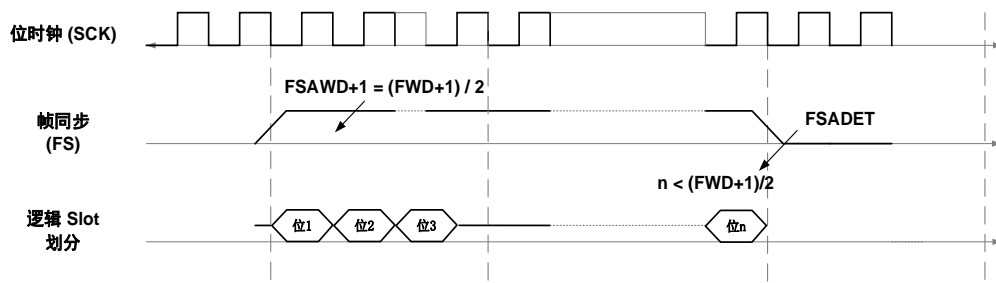 位时钟 (SCK)
FSAWD+1 = (FWD+1) / 2
帧同步
(FS)
FSADET
n < (FWD+1)/2
逻辑 Slot
划分
位1
位2
位3
位n